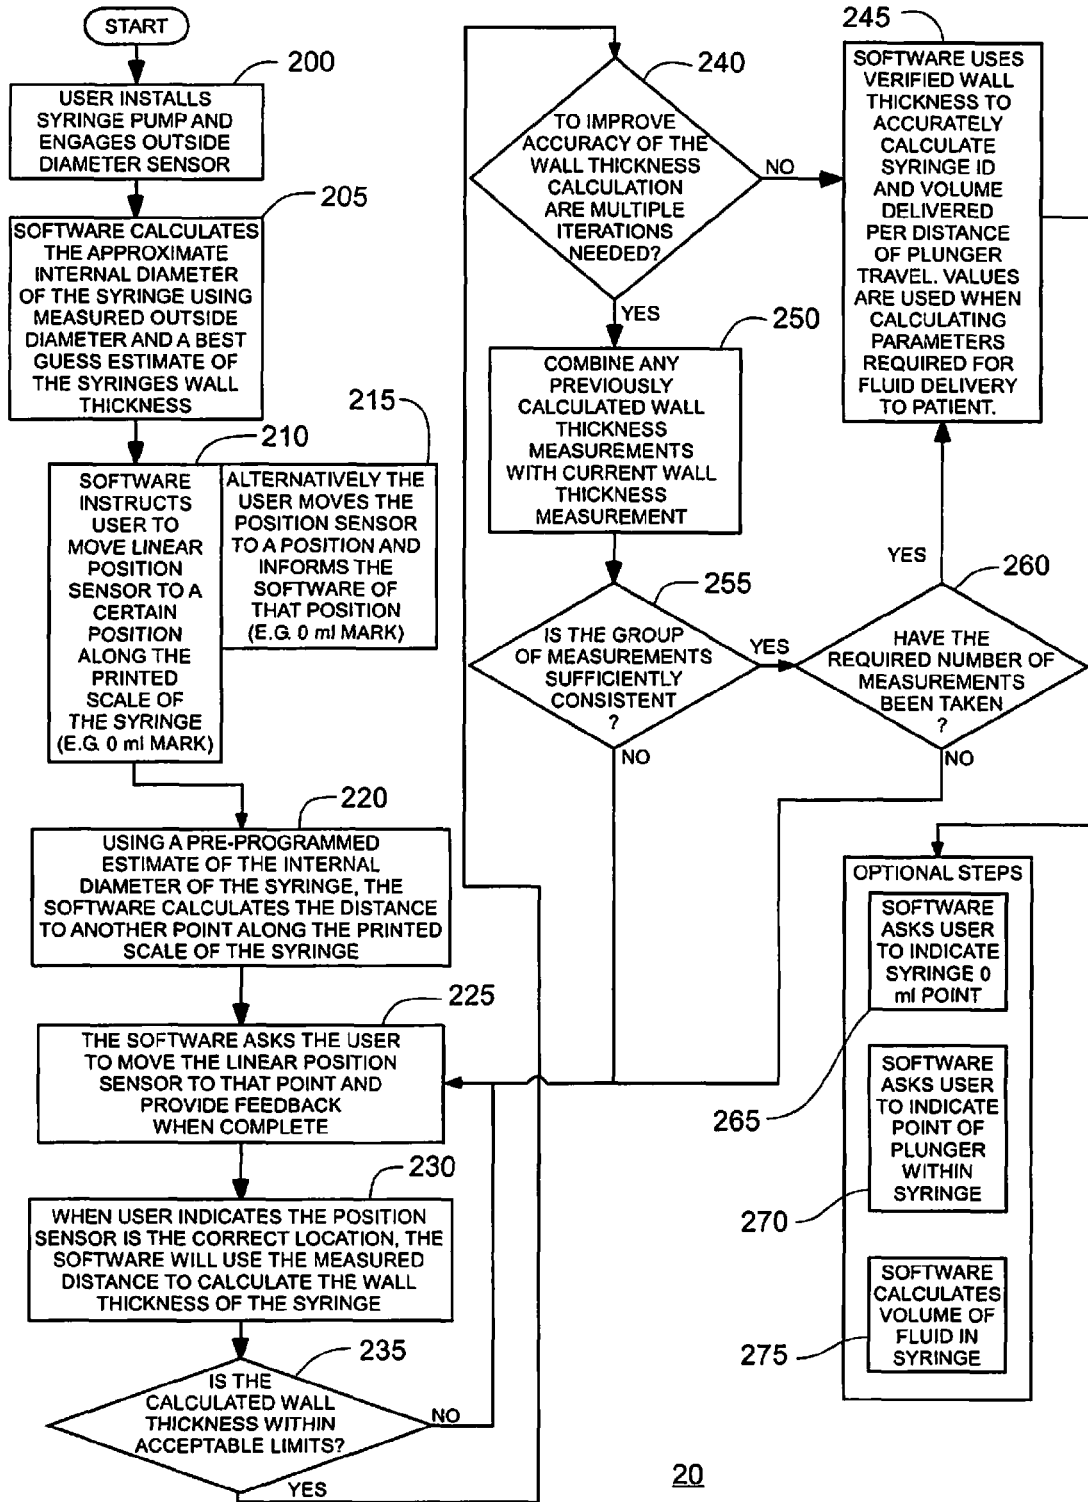 START
200
USER INSTALLS
SYRINGE PUMP AND
ENGAGES OUTSIDE
DIAMETER SENSOR
205
SOFTWARE CALCULATES
THE APPROXIMATE
INTERNAL DIAMETER
OF THE SYRINGE USING
MEASURED OUTSIDE
DIAMETER AND A BEST
GUESS ESTIMATE OF
THE SYRINGES WALL
THICKNESS
210
SOFTWARE
INSTRUCTS
USER TO
MOVE LINEAR
POSITION
SENSOR TO A
CERTAIN
POSITION
ALONG THE
PRINTED
SCALE OF
THE SYRINGE
(E.G. 0 ml MARK)
215
ALTERNATIVELY THE
USER MOVES THE
POSITION SENSOR
TO A POSITION AND
INFORMS THE
SOFTWARE OF
THAT POSITION
(E.G. 0 ml MARK)
220
USING A PRE-PROGRAMMED
ESTIMATE OF THE INTERNAL
DIAMETER OF THE SYRINGE, THE
SOFTWARE CALCULATES THE DISTANCE
TO ANOTHER POINT ALONG THE PRINTED
SCALE OF THE SYRINGE
225
THE SOFTWARE ASKS THE USER
TO MOVE THE LINEAR POSITION
SENSOR TO THAT POINT AND
PROVIDE FEEDBACK
WHEN COMPLETE
230
WHEN USER INDICATES THE POSITION
SENSOR IS THE CORRECT LOCATION, THE
SOFTWARE WILL USE THE MEASURED
DISTANCE TO CALCULATE THE WALL
THICKNESS OF THE SYRINGE
235
IS THE
CALCULATED WALL
THICKNESS WITHIN
ACCEPTABLE LIMITS?
NO
YES
240
TO IMPROVE
ACCURACY OF THE
WALL THICKNESS
CALCULATION
ARE MULTIPLE
ITERATIONS
NEEDED?
NO
YES
245
SOFTWARE USES
VERIFIED WALL
THICKNESS TO
ACCURATELY
CALCULATE
SYRINGE ID
AND VOLUME
DELIVERED
PER DISTANCE
OF PLUNGER
TRAVEL. VALUES
ARE USED WHEN
CALCULATING
PARAMETERS
REQUIRED FOR
FLUID DELIVERY
TO PATIENT.
250
COMBINE ANY
PREVIOUSLY
CALCULATED WALL
THICKNESS
MEASUREMENTS
WITH CURRENT WALL
THICKNESS
MEASUREMENT
255
IS THE GROUP
OF MEASUREMENTS
SUFFICIENTLY
CONSISTENT
?
YES
NO
260
YES
HAVE THE
REQUIRED NUMBER OF
MEASUREMENTS
BEEN TAKEN
?
NO
OPTIONAL STEPS
SOFTWARE
ASKS USER
TO INDICATE
SYRINGE 0
ml POINT
265
SOFTWARE
ASKS USER
TO INDICATE
POINT OF
PLUNGER
WITHIN
SYRINGE
270
SOFTWARE
CALCULATES
VOLUME OF
FLUID IN
SYRINGE
275
20